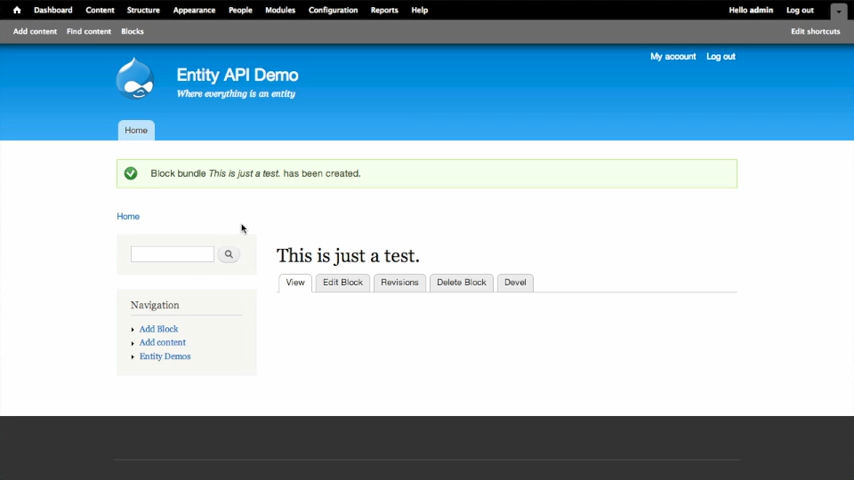 Dashboard Content Structure Appearance People Modules Configuration Reports Help Hello admin Log out
Add content Find content Blocks Edit shortcuts
My account Log out
Entity API Demo
Where everything is an entity
Home
Block bundle This is just a test. has been created.
Home
This is just a test.
View Edit Block Revisions Delete Block Devel
Navigation
Add Block
Add content
Entity Demos